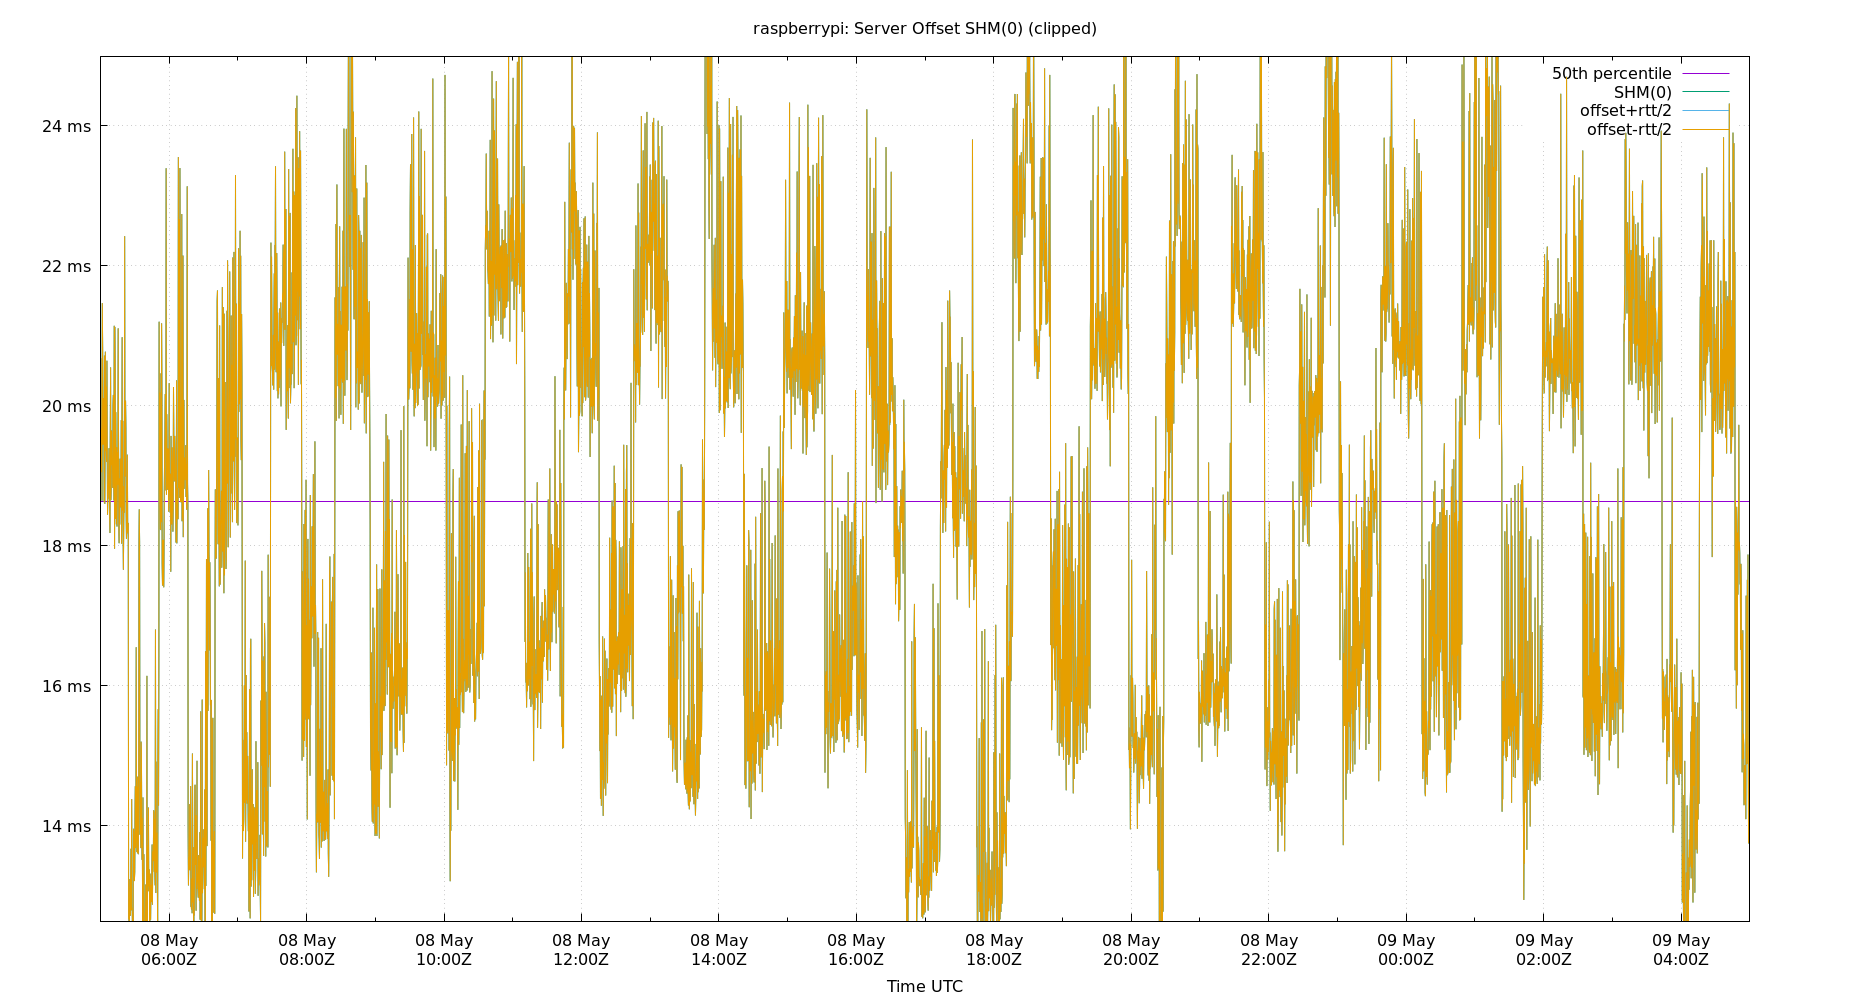 raspberrypi: Server Offset SHM(0) (clipped)
50th percentile
SHM(0)
offset+rtt/2
offset-rtt/2
24 ms
22 ms
20 ms
18 ms
16 ms
14 ms
08 May 08 May 08 May 08 May 08 May 08 May 08 May 08 May 08 May 09 May 09 May 09 May
06:00Z 08:00Z 10:00Z 12:00Z 14:00Z 16:00Z 18:00Z 20:00Z 22:00Z 00:00Z 02:00Z 04:00Z
Time UTC